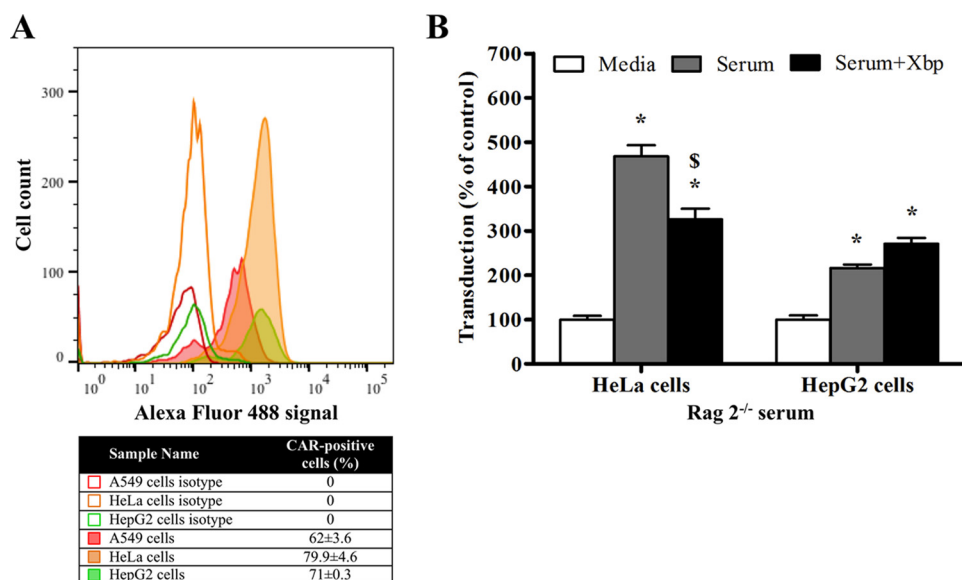 A
300
200
100
0
Cell count
10^0 10^1 10^2 10^3 10^4 10^5
Alexa Fluor 488 signal
Sample Name CAR-positive cells (%)
A549 cells isotype 0
HeLa cells isotype 0
HepG2 cells isotype 0
A549 cells 62±3.6
HeLa cells 79.9±4.6
HepG2 cells 71±0.3
B
Media Serum Serum+Xbp
700
600
500
400
300
200
100
0
Transduction (% of control)
*
$
*
*
*
HeLa cells HepG2 cells
Rag 2^-/- serum